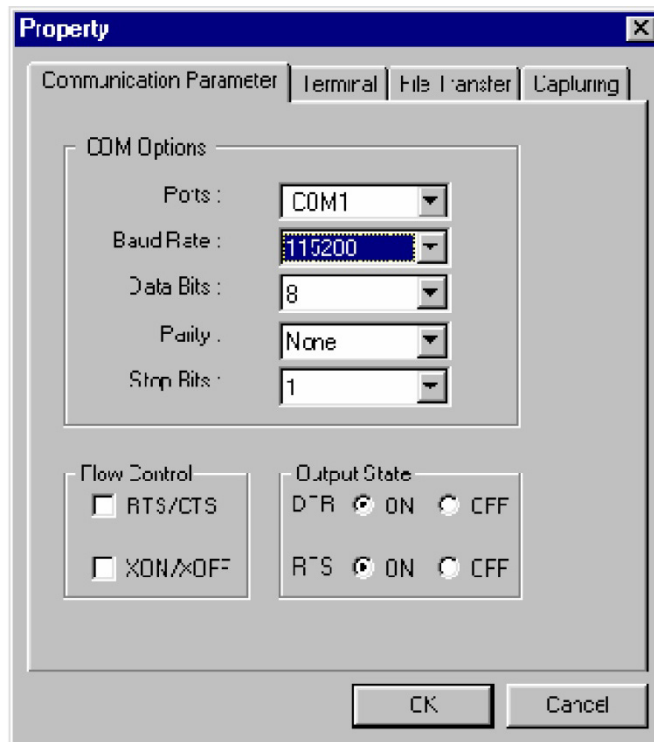 Property
Communication Parameter Terminal File Transfer Capturing
COM Options
Ports : COM1
Baud Rate : 115200
Data Bits : 8
Parity : None
Stop Bits : 1
Flow Control
RTS/CTS
XON/XOFF
Output State
DTR ON OFF
RTS ON OFF
OK Cancel